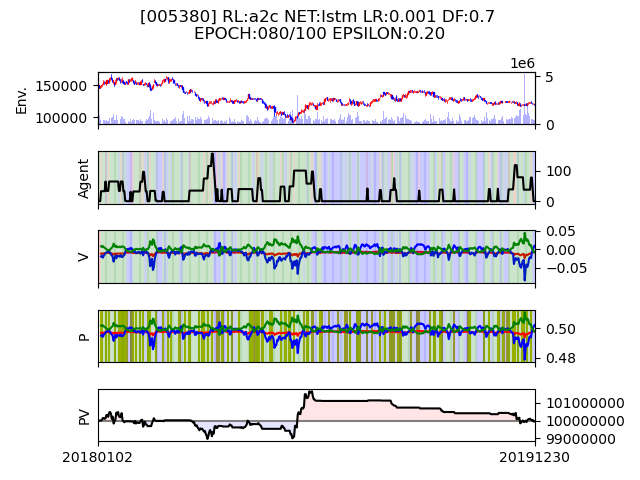 [005380] RL:a2c NET:lstm LR:0.001 DF:0.7
EPOCH:080/100 EPSILON:0.20
1e6
Env.
150000
100000
5
0
Agent
100
0
V
0.05
0.00
−0.05
P
0.50
0.48
PV
101000000
100000000
99000000
20180102
20191230